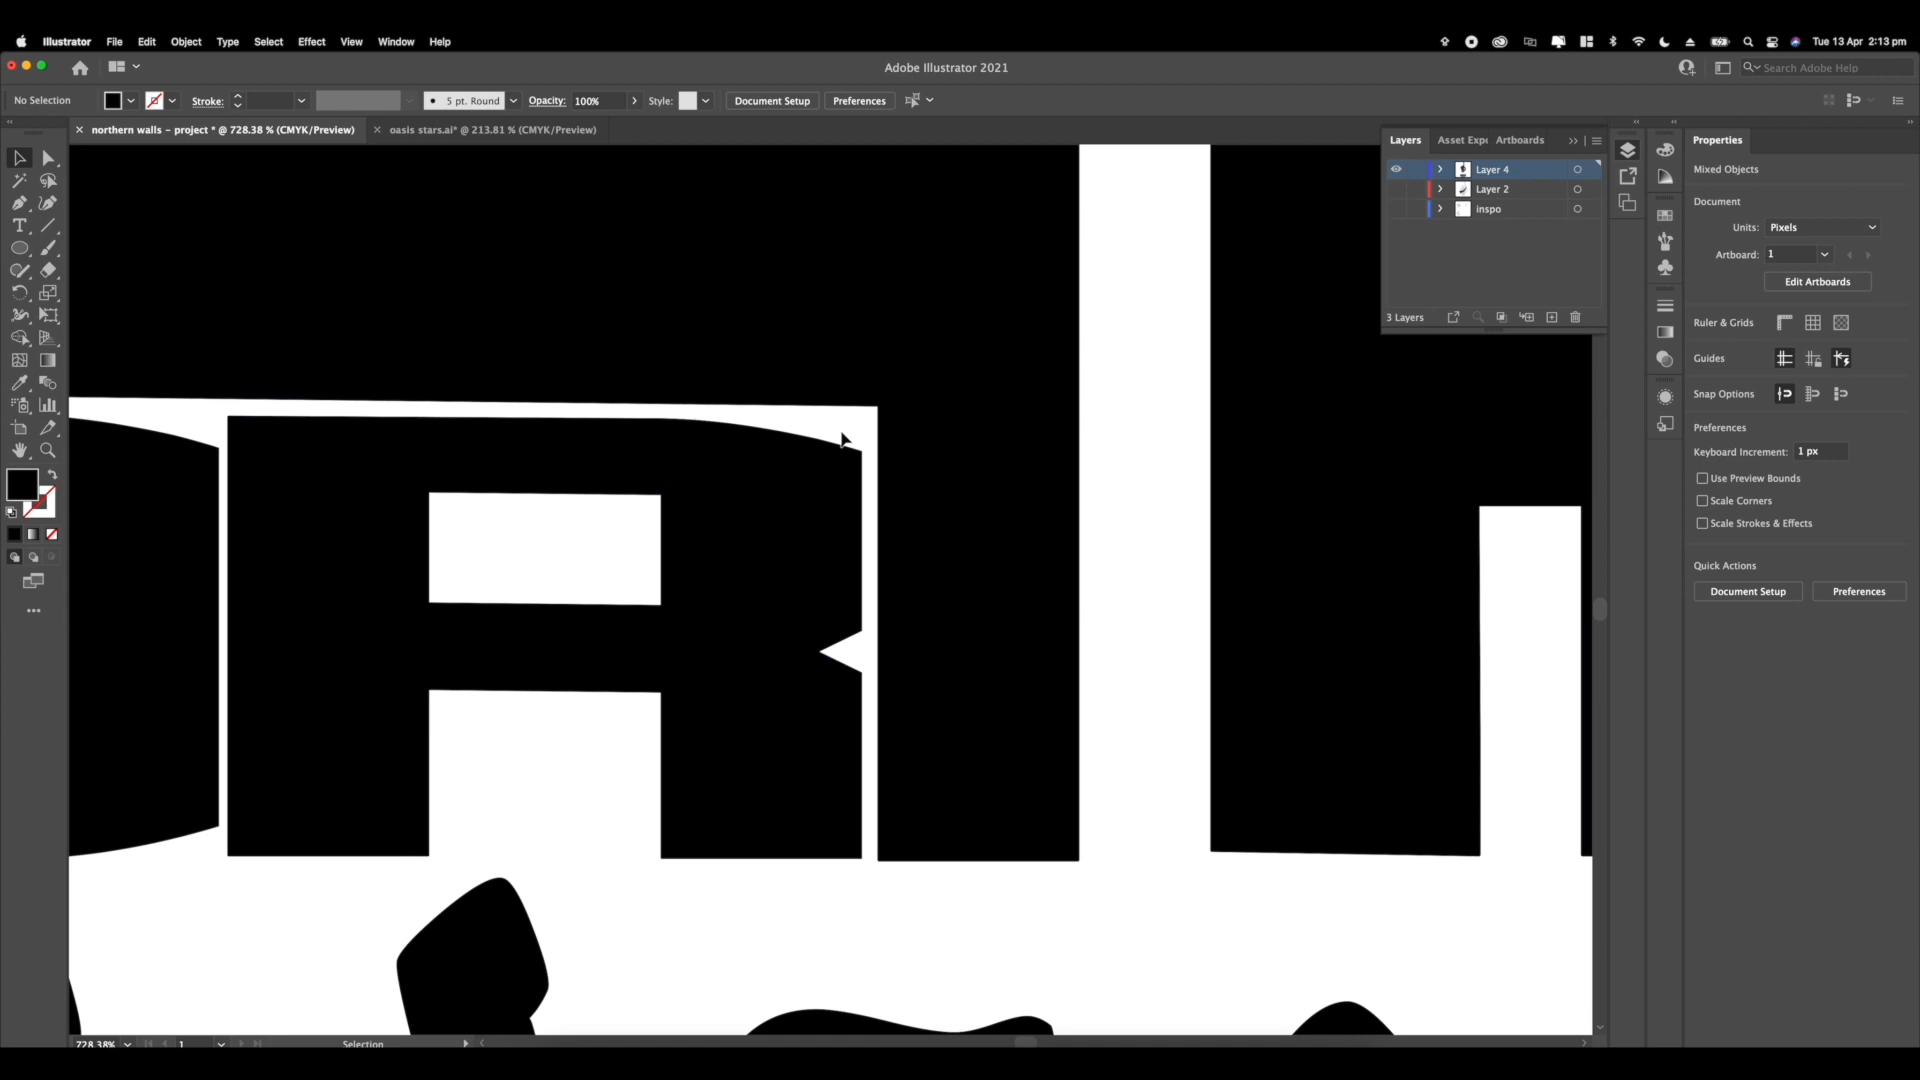 Illustrator File Edit Object Type Select Effect View Window Help
Tue 13 Apr 2:13 pm
Adobe Illustrator 2021
Search Adobe Help
No Selection
Stroke:
5 pt. Round
Opacity: 100%
Style:
Document Setup
Preferences
northern walls – project * @ 728.38 % (CMYK/Preview)
oasis stars.ai* @ 213.81 % (CMYK/Preview)
Layers
Asset Expo
Artboards
Layer 4
Layer 2
inspo
3 Layers
Properties
Mixed Objects
Document
Units: Pixels
Artboard: 1
Edit Artboards
Ruler & Grids
Guides
Snap Options
Preferences
Keyboard Increment: 1 px
Use Preview Bounds
Scale Corners
Scale Strokes & Effects
Quick Actions
Document Setup
Preferences
728.38%
1
Selection